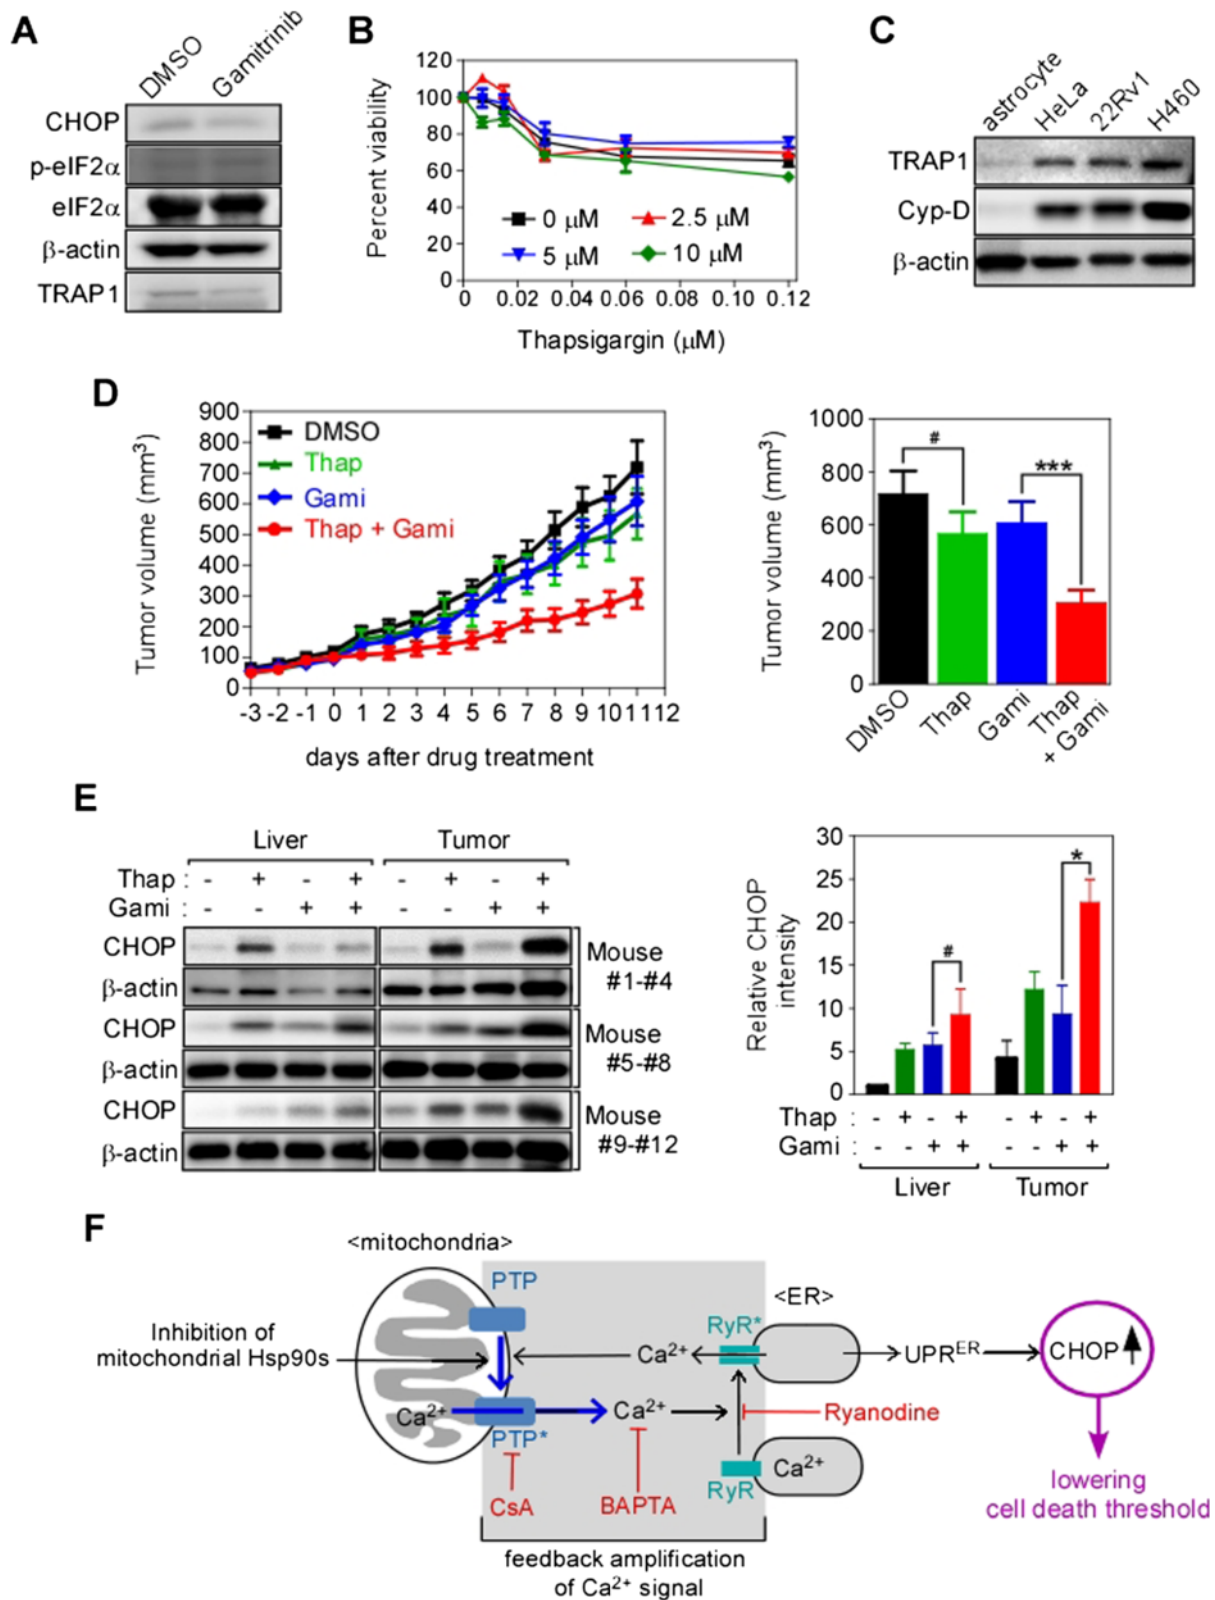 A
DMSO
Gamitrinib
CHOP
p-eIF2α
eIF2α
β-actin
TRAP1
B
120
100
80
60
40
20
0
Percent viability
0 μM
2.5 μM
5 μM
10 μM
0 0.02 0.04 0.06 0.08 0.10 0.12
Thapsigargin (μM)
C
astrocyte
HeLa
22Rv1
H460
TRAP1
Cyp-D
β-actin
D
900
800
700
600
500
400
300
200
100
0
Tumor volume (mm³)
DMSO
Thap
Gami
Thap + Gami
-3 -2 -1 0 1 2 3 4 5 6 7 8 9 10 11 12
days after drug treatment
1000
800
600
400
200
0
Tumor volume (mm³)
#
***
DMSO
Thap
Gami
Thap
+ Gami
E
Liver Tumor
Thap : - + - + - + - +
Gami : - - + + - - + +
CHOP
β-actin
Mouse
#1-#4
CHOP
β-actin
Mouse
#5-#8
CHOP
β-actin
Mouse
#9-#12
30
25
20
15
10
5
0
Relative CHOP
intensity
#
*
Thap : - + - + - + - +
Gami : - - + + - - + +
Liver Tumor
F
<mitochondria>
PTP
<ER>
Inhibition of
mitochondrial Hsp90s
RyR*
Ca²⁺
UPRᴱᴿ
CHOP
Ca²⁺
Ca²⁺
Ryanodine
PTP*
RyR
Ca²⁺
CsA
BAPTA
lowering
cell death threshold
feedback amplification
of Ca²⁺ signal